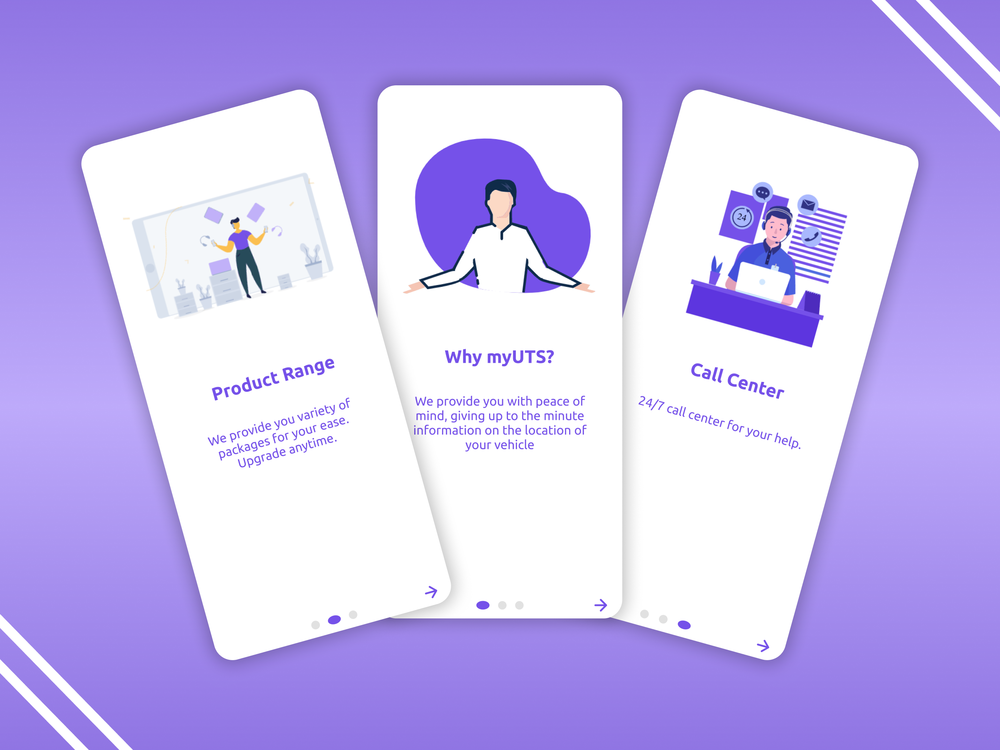 Product Range
We provide you variety of
packages for your ease.
Upgrade anytime.
Why myUTS?
We provide you with peace of
mind, giving up to the minute
information on the location of
your vehicle
24
Call Center
24/7 call center for your help.